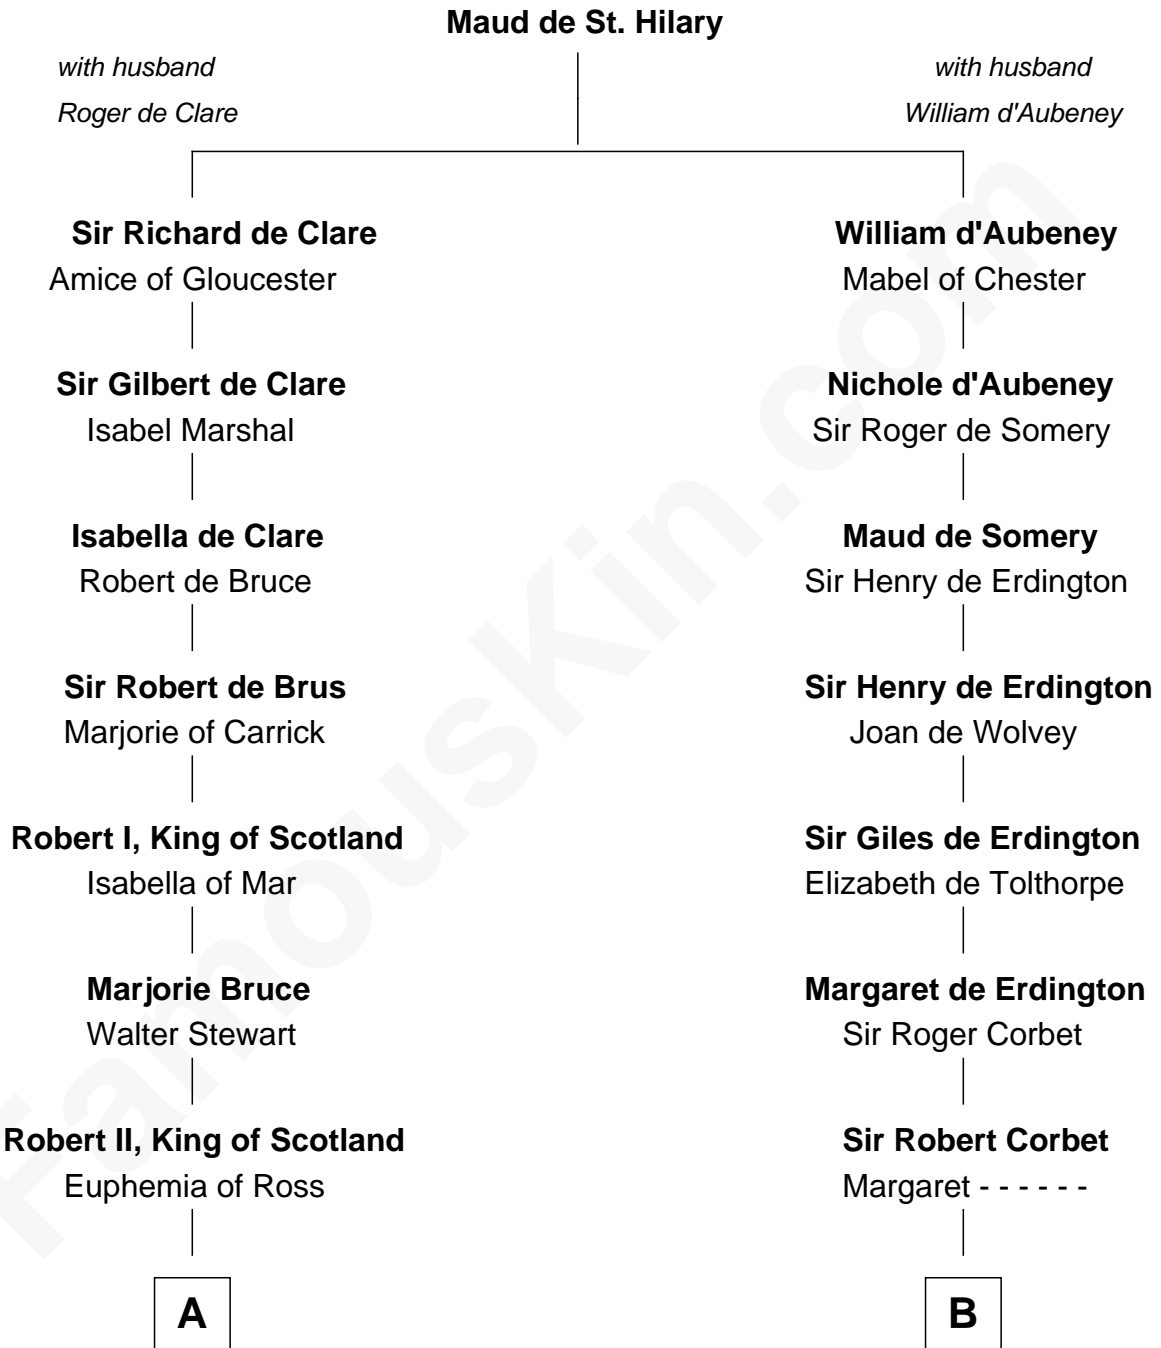 Maud de St. Hilary
with husband
Roger de Clare
with husband
William d'Aubeney
Sir Richard de Clare
Amice of Gloucester
William d'Aubeney
Mabel of Chester
Sir Gilbert de Clare
Isabel Marshal
Nichole d'Aubeney
Sir Roger de Somery
Isabella de Clare
Robert de Bruce
Maud de Somery
Sir Henry de Erdington
Sir Robert de Brus
Marjorie of Carrick
Sir Henry de Erdington
Joan de Wolvey
Robert I, King of Scotland
Isabella of Mar
Sir Giles de Erdington
Elizabeth de Tolthorpe
Marjorie Bruce
Walter Stewart
Margaret de Erdington
Sir Roger Corbet
Robert II, King of Scotland
Euphemia of Ross
Sir Robert Corbet
Margaret - - - - - -
A
B
FamousKin.com